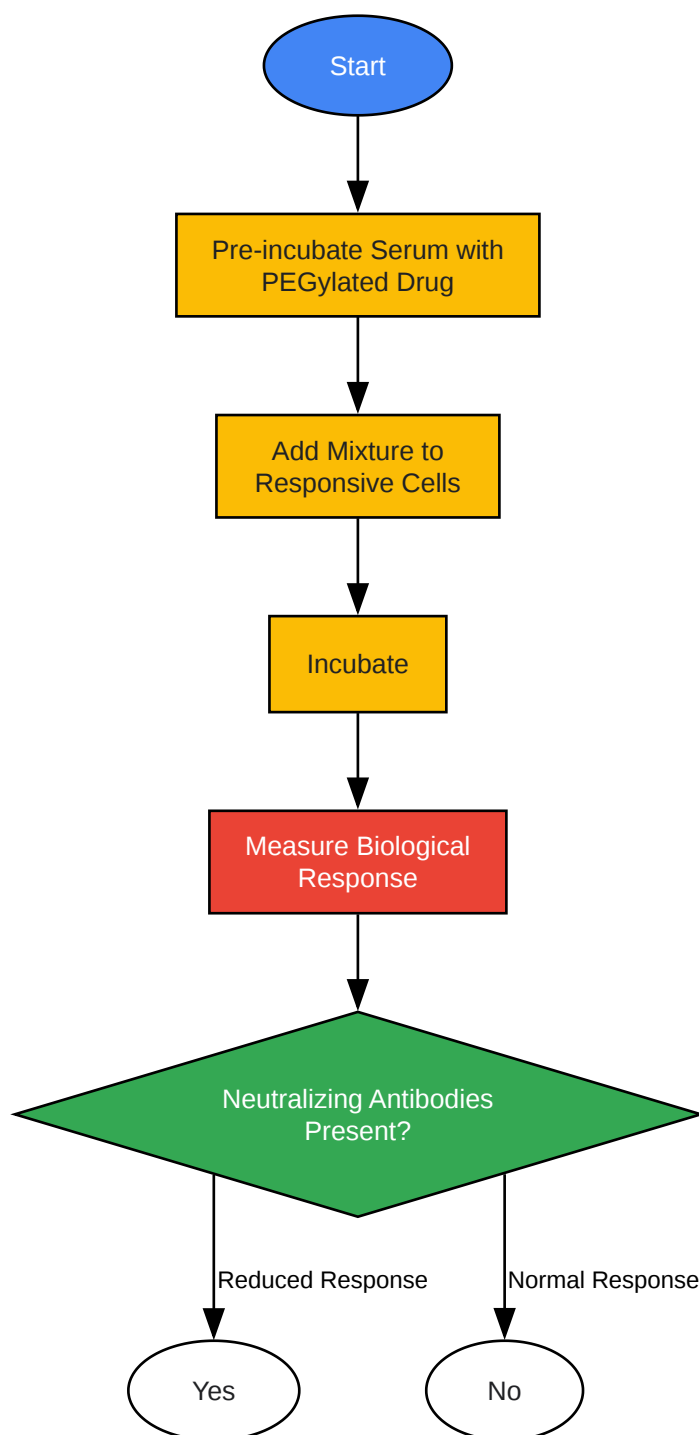 Start
Pre-incubate Serum with
PEGylated Drug
Add Mixture to
Responsive Cells
Incubate
Measure Biological
Response
Neutralizing Antibodies
Present?
Reduced Response
Normal Response
Yes
No